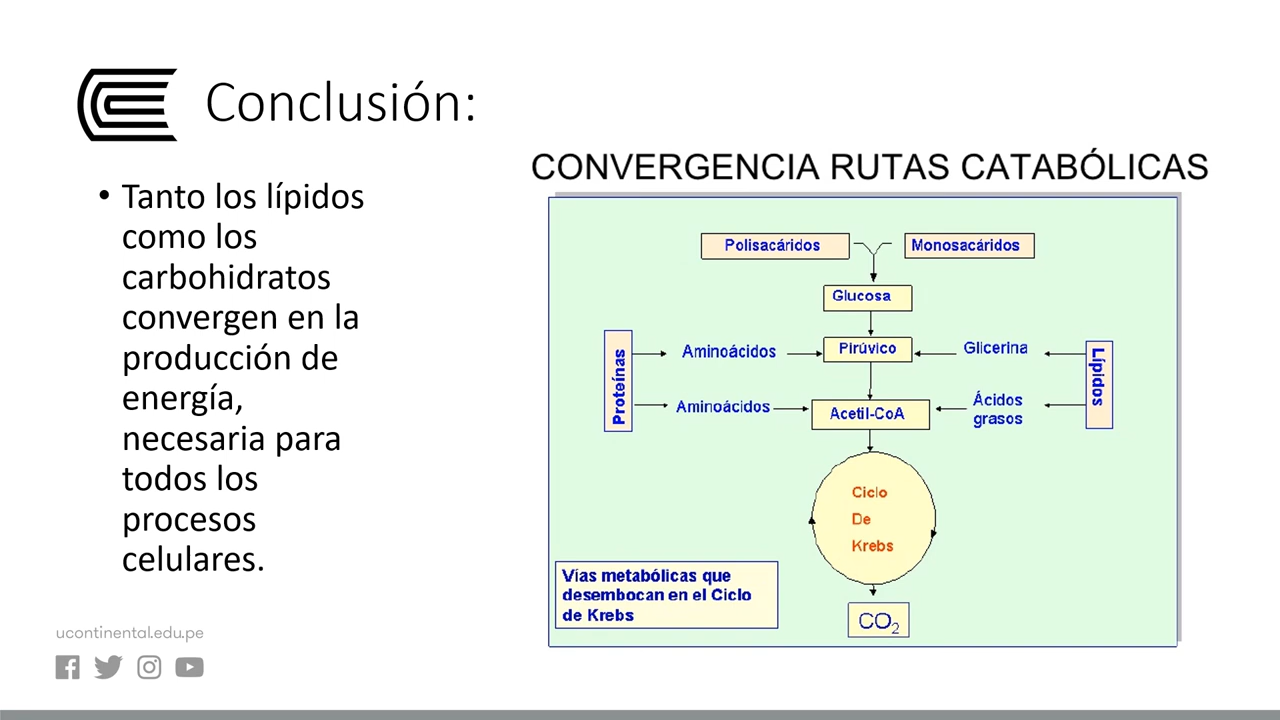 Conclusión:
• Tanto los lípidos
como los
carbohidratos
convergen en la
producción de
energía,
necesaria para
todos los
procesos
celulares.
CONVERGENCIA RUTAS CATABÓLICAS
Polisacáridos
Monosacáridos
Glucosa
Proteínas
Aminoácidos
Pirúvico
Glicerina
Lípidos
Aminoácidos
Acetil-CoA
Ácidos
grasos
Ciclo
De
Krebs
Vías metabólicas que
desembocan en el Ciclo
de Krebs
CO₂
ucontinental.edu.pe